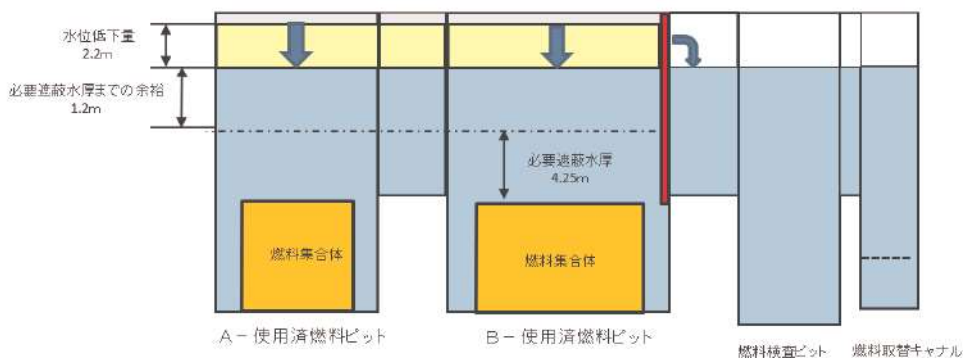 水位低下量
2.2m
必要遮蔽水厚までの余裕
1.2m
必要遮蔽水厚
4.25m
燃料集合体
燃料集合体
A－使用済燃料ピット
B－使用済燃料ピット
燃料検査ピット
燃料取替キャナル